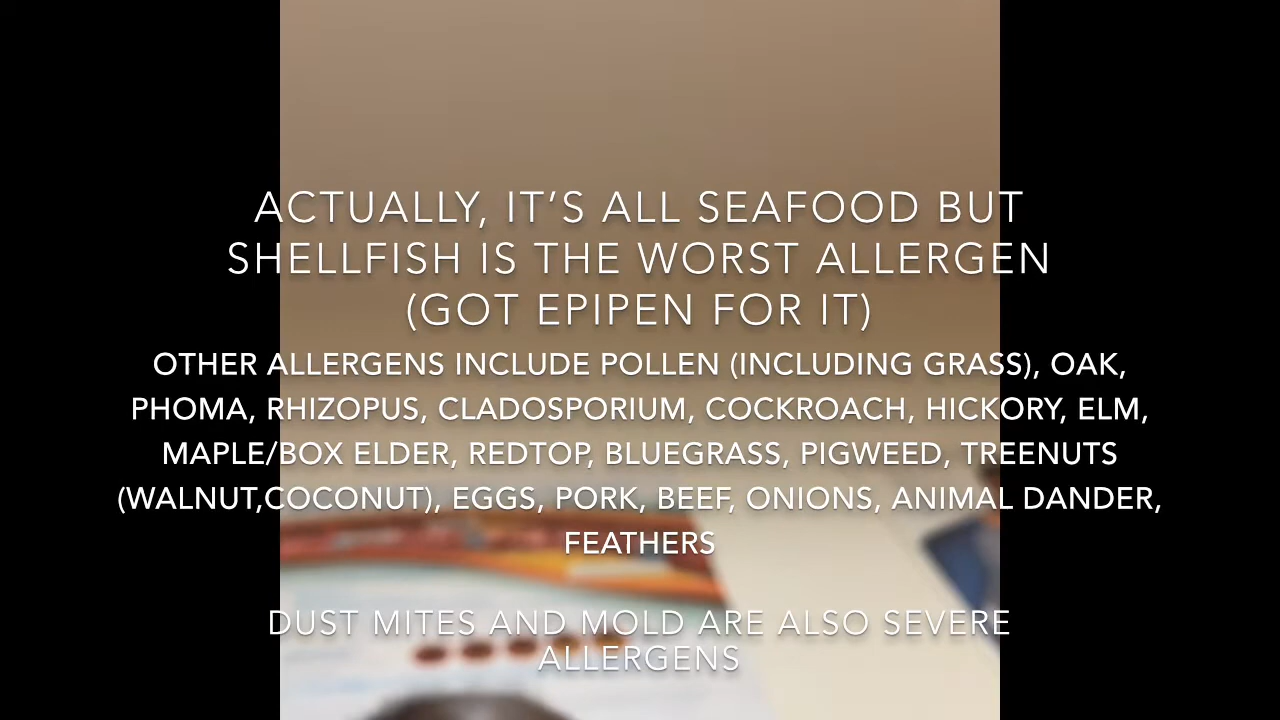 ACTUALLY, IT’S ALL SEAFOOD BUT
SHELLFISH IS THE WORST ALLERGEN
(GOT EPIPEN FOR IT)
OTHER ALLERGENS INCLUDE POLLEN (INCLUDING GRASS), OAK,
PHOMA, RHIZOPUS, CLADOSPORIUM, COCKROACH, HICKORY, ELM,
MAPLE/BOX ELDER, REDTOP, BLUEGRASS, PIGWEED, TREENUTS
(WALNUT,COCONUT), EGGS, PORK, BEEF, ONIONS, ANIMAL DANDER,
FEATHERS
DUST MITES AND MOLD ARE ALSO SEVERE
ALLERGENS